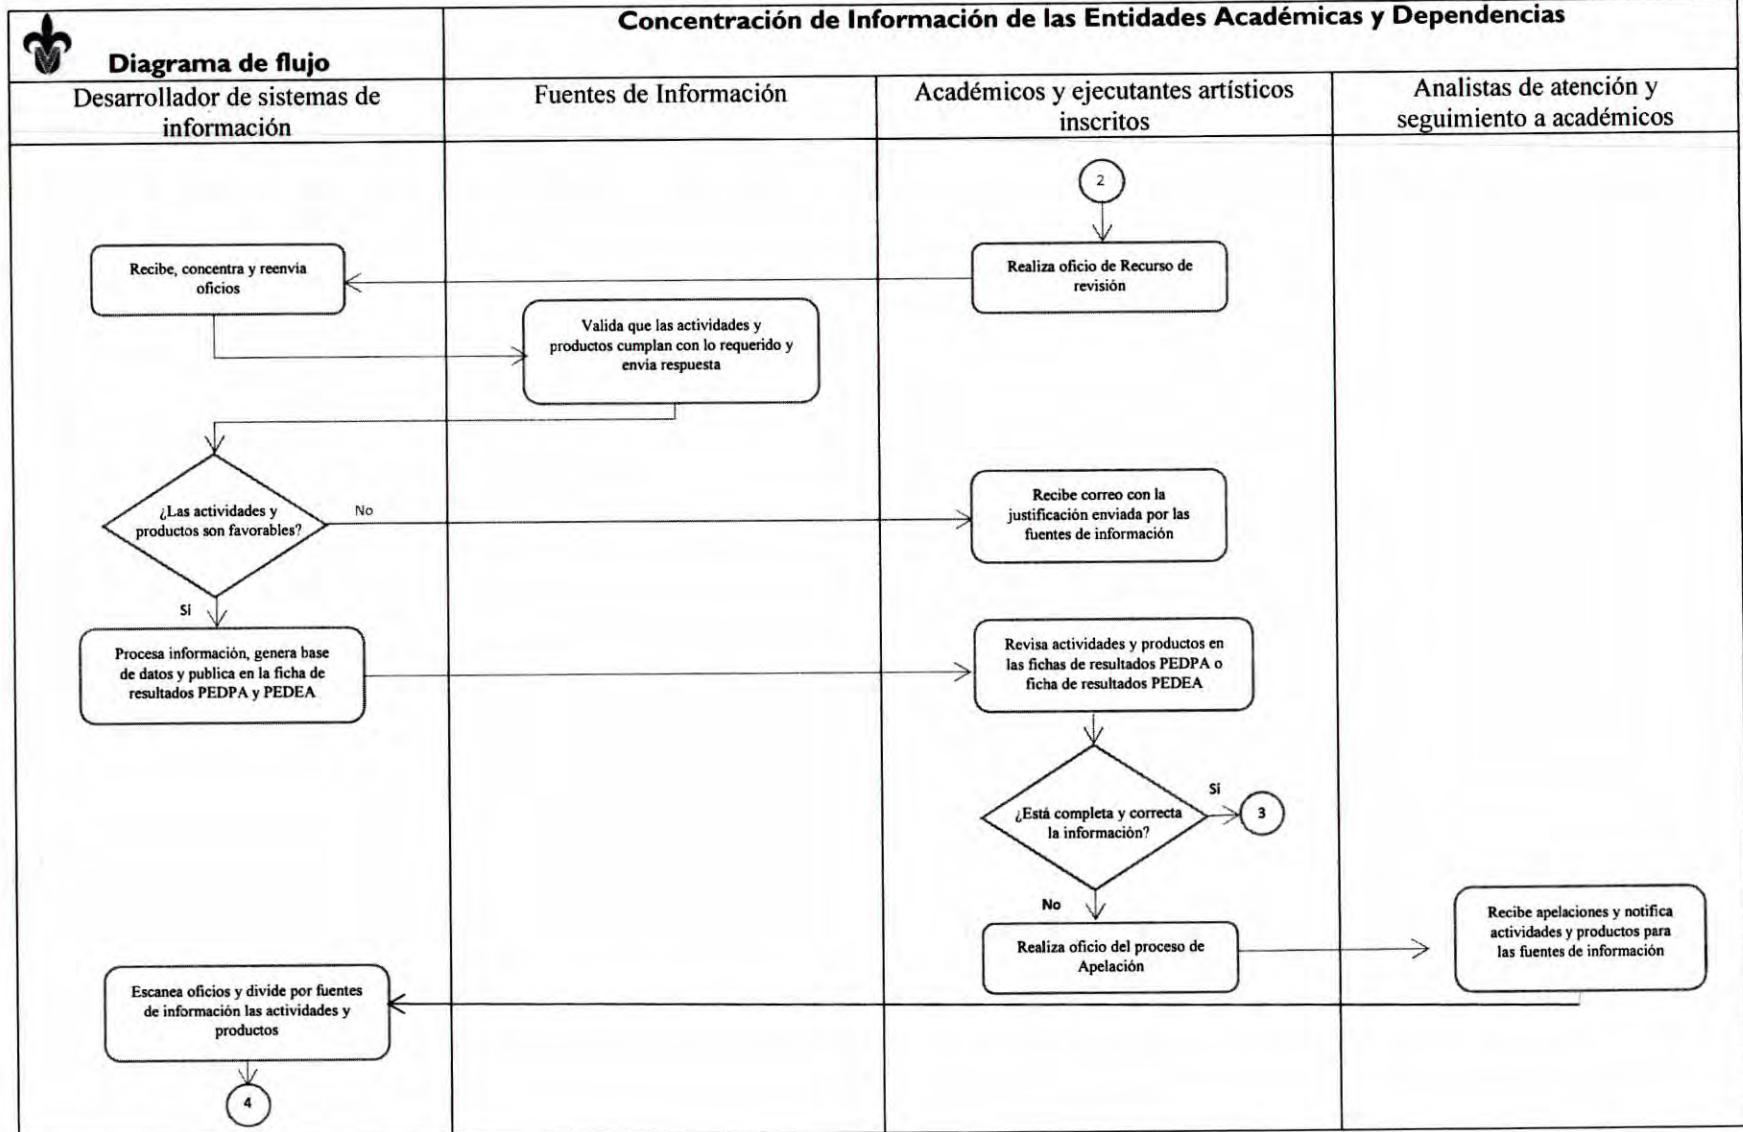 Concentración de Información de las Entidades Académicas y Dependencias
Diagrama de flujo
Desarrollador de sistemas de
información
Fuentes de Información
Académicos y ejecutantes artísticos
inscritos
Analistas de atención y
seguimiento a académicos
2
Recibe, concentra y reenvía
oficios
Realiza oficio de Recurso de
revisión
Valida que las actividades y
productos cumplan con lo requerido y
envía respuesta
¿Las actividades y
productos son favorables?
No
Recibe correo con la
justificación enviada por las
fuentes de información
Si
Procesa información, genera base
de datos y publica en la ficha de
resultados PEDPA y PEDEA
Revisa actividades y productos en
las fichas de resultados PEDPA o
ficha de resultados PEDEA
¿Está completa y correcta
la información?
Si
3
No
Realiza oficio del proceso de
Apelación
Recibe apelaciones y notifica
actividades y productos para
las fuentes de información
Escanea oficios y divide por fuentes
de información las actividades y
productos
4